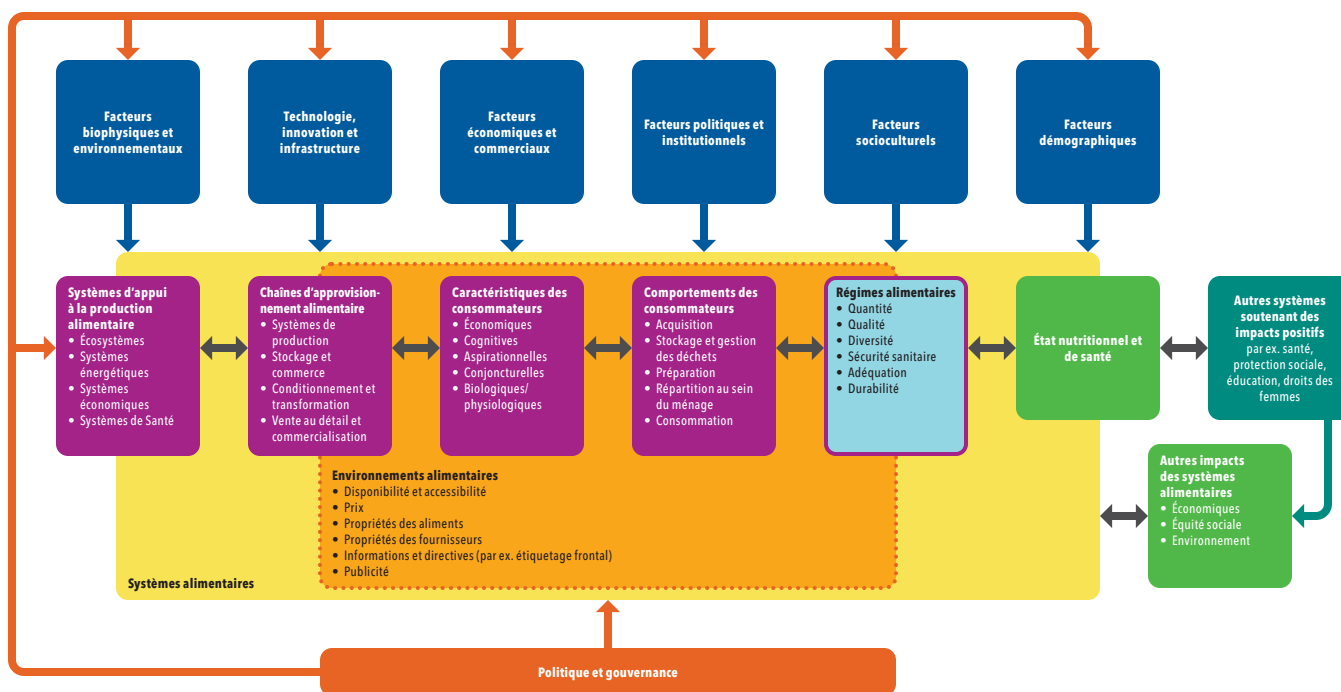 Facteurs
biophysiques et
environnementaux
Technologie,
innovation et
infrastructure
Facteurs
économiques et
commerciaux
Facteurs politiques et
institutionnels
Facteurs
socioculturels
Facteurs
démographiques
Systèmes d'appui
à la production
alimentaire
• Écosystèmes
• Systèmes
énergétiques
• Systèmes
économiques
• Systèmes de Santé
Chaînes d'approvision-
nement alimentaire
• Systèmes de
production
• Stockage et
commerce
• Conditionnement et
transformation
• Vente au détail et
commercialisation
Caractéristiques des
consommateurs
• Économiques
• Cognitives
• Aspirationnelles
• Conjoncturelles
• Biologiques/
physiologiques
Comportements des
consommateurs
• Acquisition
• Stockage et gestion
des déchets
• Préparation
• Répartition au sein
du ménage
• Consommation
Régimes alimentaires
• Quantité
• Qualité
• Diversité
• Sécurité sanitaire
• Adéquation
• Durabilité
État nutritionnel et
de santé
Autres systèmes
soutenant des
impacts positifs
par ex. santé,
protection sociale,
éducation, droits des
femmes
Autres impacts
des systèmes
alimentaires
• Économiques
• Équité sociale
• Environnement
Environnements alimentaires
• Disponibilité et accessibilité
• Prix
• Propriétés des aliments
• Propriétés des fournisseurs
• Informations et directives (par ex. étiquetage frontal)
• Publicité
Systèmes alimentaires
Politique et gouvernance